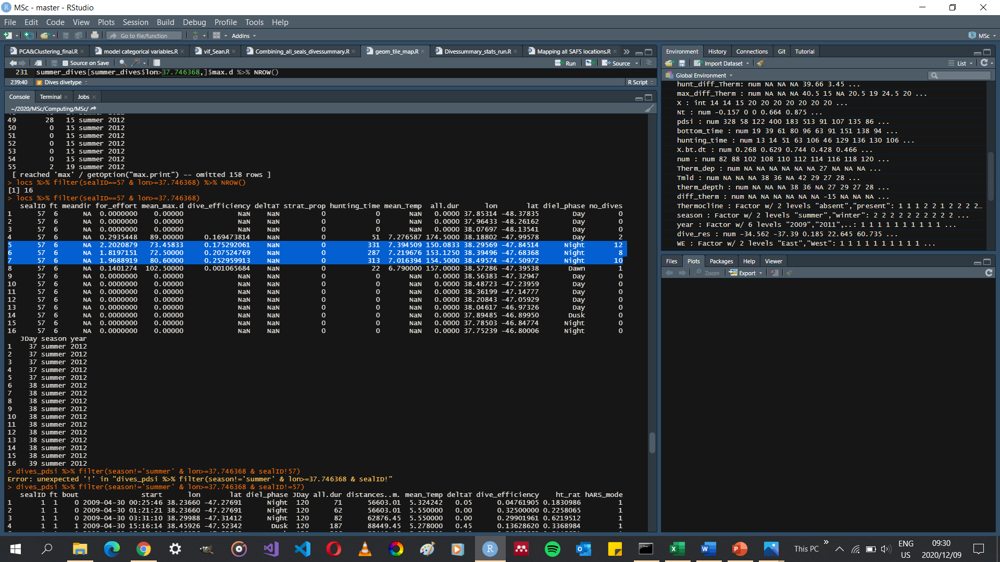 MSc - master - RStudio
File Edit Code View Plots Session Build Debug Profile Tools Help
Go to file/function Addins MSc
PCA&Clustering_final.R model categorical variables.R vif_Sean.R Combining_all_seals_divessummary.R geom_tile_map.R Divessummary_stats_run.R Mapping all SAFS locations.R
Source on Save Run Source
231 summer_dives[summer_dives$lon>37.746368,]$max.d %>% NROW()
239:40 Dives divetype R Script
Console Terminal Jobs
~/2020/MSc/Computing/MSc/
49 28 15 summer 2012
50 0 15 summer 2012
51 0 15 summer 2012
52 0 15 summer 2012
53 0 15 summer 2012
54 0 15 summer 2012
55 2 19 summer 2012
[ reached 'max' / getOption("max.print") -- omitted 158 rows ]
> locs %>% filter(sealID==57 & lon>=37.746368) %>% NROW()
[1] 16
> locs %>% filter(sealID==57 & lon>=37.746368)
sealID ft meandir for_effort mean_max.d dive_efficiency deltaT strat_prop hunting_time mean_Temp all.dur lon lat diel_phase no_dives
1 57 6 NA 0.0000000 0.00000 NaN NaN 0 0 NaN 0.0000 37.85314 -48.37835 Day 0
2 57 6 NA 0.0000000 0.00000 NaN NaN 0 0 NaN 0.0000 37.96433 -48.26162 Day 0
3 57 6 NA 0.0000000 0.00000 NaN NaN 0 0 NaN 0.0000 38.07697 -48.13541 Day 0
4 57 6 NA 0.2935448 89.00000 0.169473814 NaN 0 51 7.276587 174.5000 38.18802 -47.99578 Day 2
5 57 6 NA 2.2020879 73.45833 0.175292061 NaN 0 331 7.394509 150.0833 38.29569 -47.84514 Night 12
6 57 6 NA 1.8197151 72.50000 0.207524769 NaN 0 287 7.219676 153.1250 38.39496 -47.68368 Night 8
7 57 6 NA 1.9688919 80.60000 0.252959913 NaN 0 313 7.016394 154.5000 38.49574 -47.50972 Night 10
8 57 6 NA 0.1401274 102.50000 0.001065684 NaN 0 22 6.790000 157.0000 38.57286 -47.39538 Dawn 1
9 57 6 NA 0.0000000 0.00000 NaN NaN 0 0 NaN 0.0000 38.56383 -47.32947 Day 0
10 57 6 NA 0.0000000 0.00000 NaN NaN 0 0 NaN 0.0000 38.48723 -47.23959 Day 0
11 57 6 NA 0.0000000 0.00000 NaN NaN 0 0 NaN 0.0000 38.36199 -47.14777 Day 0
12 57 6 NA 0.0000000 0.00000 NaN NaN 0 0 NaN 0.0000 38.20843 -47.05929 Day 0
13 57 6 NA 0.0000000 0.00000 NaN NaN 0 0 NaN 0.0000 38.04617 -46.97326 Day 0
14 57 6 NA 0.0000000 0.00000 NaN NaN 0 0 NaN 0.0000 37.89485 -46.89950 Dusk 0
15 57 6 NA 0.0000000 0.00000 NaN NaN 0 0 NaN 0.0000 37.78503 -46.84774 Night 0
16 57 6 NA 0.0000000 0.00000 NaN NaN 0 0 NaN 0.0000 37.75239 -46.80006 Night 0
JDay season year
1 37 summer 2012
2 37 summer 2012
3 37 summer 2012
4 37 summer 2012
5 37 summer 2012
6 38 summer 2012
7 38 summer 2012
8 38 summer 2012
9 38 summer 2012
10 38 summer 2012
11 38 summer 2012
12 38 summer 2012
13 38 summer 2012
14 38 summer 2012
15 38 summer 2012
16 39 summer 2012
> dives_pdsi %>% filter(season!='summer' & lon>=37.746368 & sealID!57)
Error: unexpected '!' in "dives_pdsi %>% filter(season!='summer' & lon>=37.746368 & sealID!"
> dives_pdsi %>% filter(season!='summer' & lon>=37.746368 & sealID!=57)
sealID ft bout start lon lat diel_phase JDay all.dur distances..m. mean_Temp deltaT dive_efficiency ht_rat hARS_mode
1 1 1 0 2009-04-30 00:25:46 38.23660 -47.27691 Night 120 71 56603.01 5.324242 0.05 0.04761905 0.1830986 1
2 1 1 0 2009-04-30 01:21:21 38.23660 -47.27691 Night 120 62 56603.01 5.550000 0.00 0.32500000 0.2258065 1
3 1 1 0 2009-04-30 03:31:10 38.29988 -47.31412 Night 120 82 62876.45 5.550000 0.00 0.29901961 0.6219512 1
4 1 1 1 2009-04-30 15:16:14 38.45926 -47.52342 Dusk 120 187 88449.45 5.278000 0.45 0.13628620 0.3368984 1
Environment History Connections Git Tutorial
Import Dataset List
Global Environment
hunt_diff_Therm: num NA NA NA 39.66 3.45 ...
max_diff_Therm : num NA NA NA 40.5 15 NA 20.5 19 24.5 20 ...
X : int 14 14 15 20 20 20 20 20 20 20 ...
Nt : num -0.157 0 0 0.664 0.875 ...
pdsi : num 328 58 122 400 183 513 91 107 135 86 ...
bottom_time : num 19 39 61 80 96 63 91 151 138 94 ...
hunting_time : num 13 14 51 63 106 46 129 136 130 106 ...
X.bt.dt : num 0.268 0.629 0.744 0.428 0.466 ...
num : num 82 88 102 108 110 112 114 116 118 120 ...
Therm_dep : num NA NA NA NA NA NA 27 NA NA NA ...
Tmld : num NA NA NA 38 36 NA 42 29 27 28 ...
therm_depth : num NA NA NA 38 36 NA 27 29 27 28 ...
diff_therm : num NA NA NA NA NA NA -15 NA NA NA ...
Thermocline : Factor w/ 2 levels "absent","present": 1 1 1 2 2 1 2 2 2 2…
season : Factor w/ 2 levels "summer","winter": 2 2 2 2 2 2 2 2 2 2 ...
year : Factor w/ 6 levels "2009","2011",..: 1 1 1 1 1 1 1 1 1 1 ...
dive_res : num -34.562 -37.39 0.185 22.645 60.735 ...
WE : Factor w/ 2 levels "East","West": 1 1 1 1 1 1 1 1 1 1 ...
Files Plots Packages Help Viewer
Zoom Export
This PC ENG US 09:30 2020/12/09